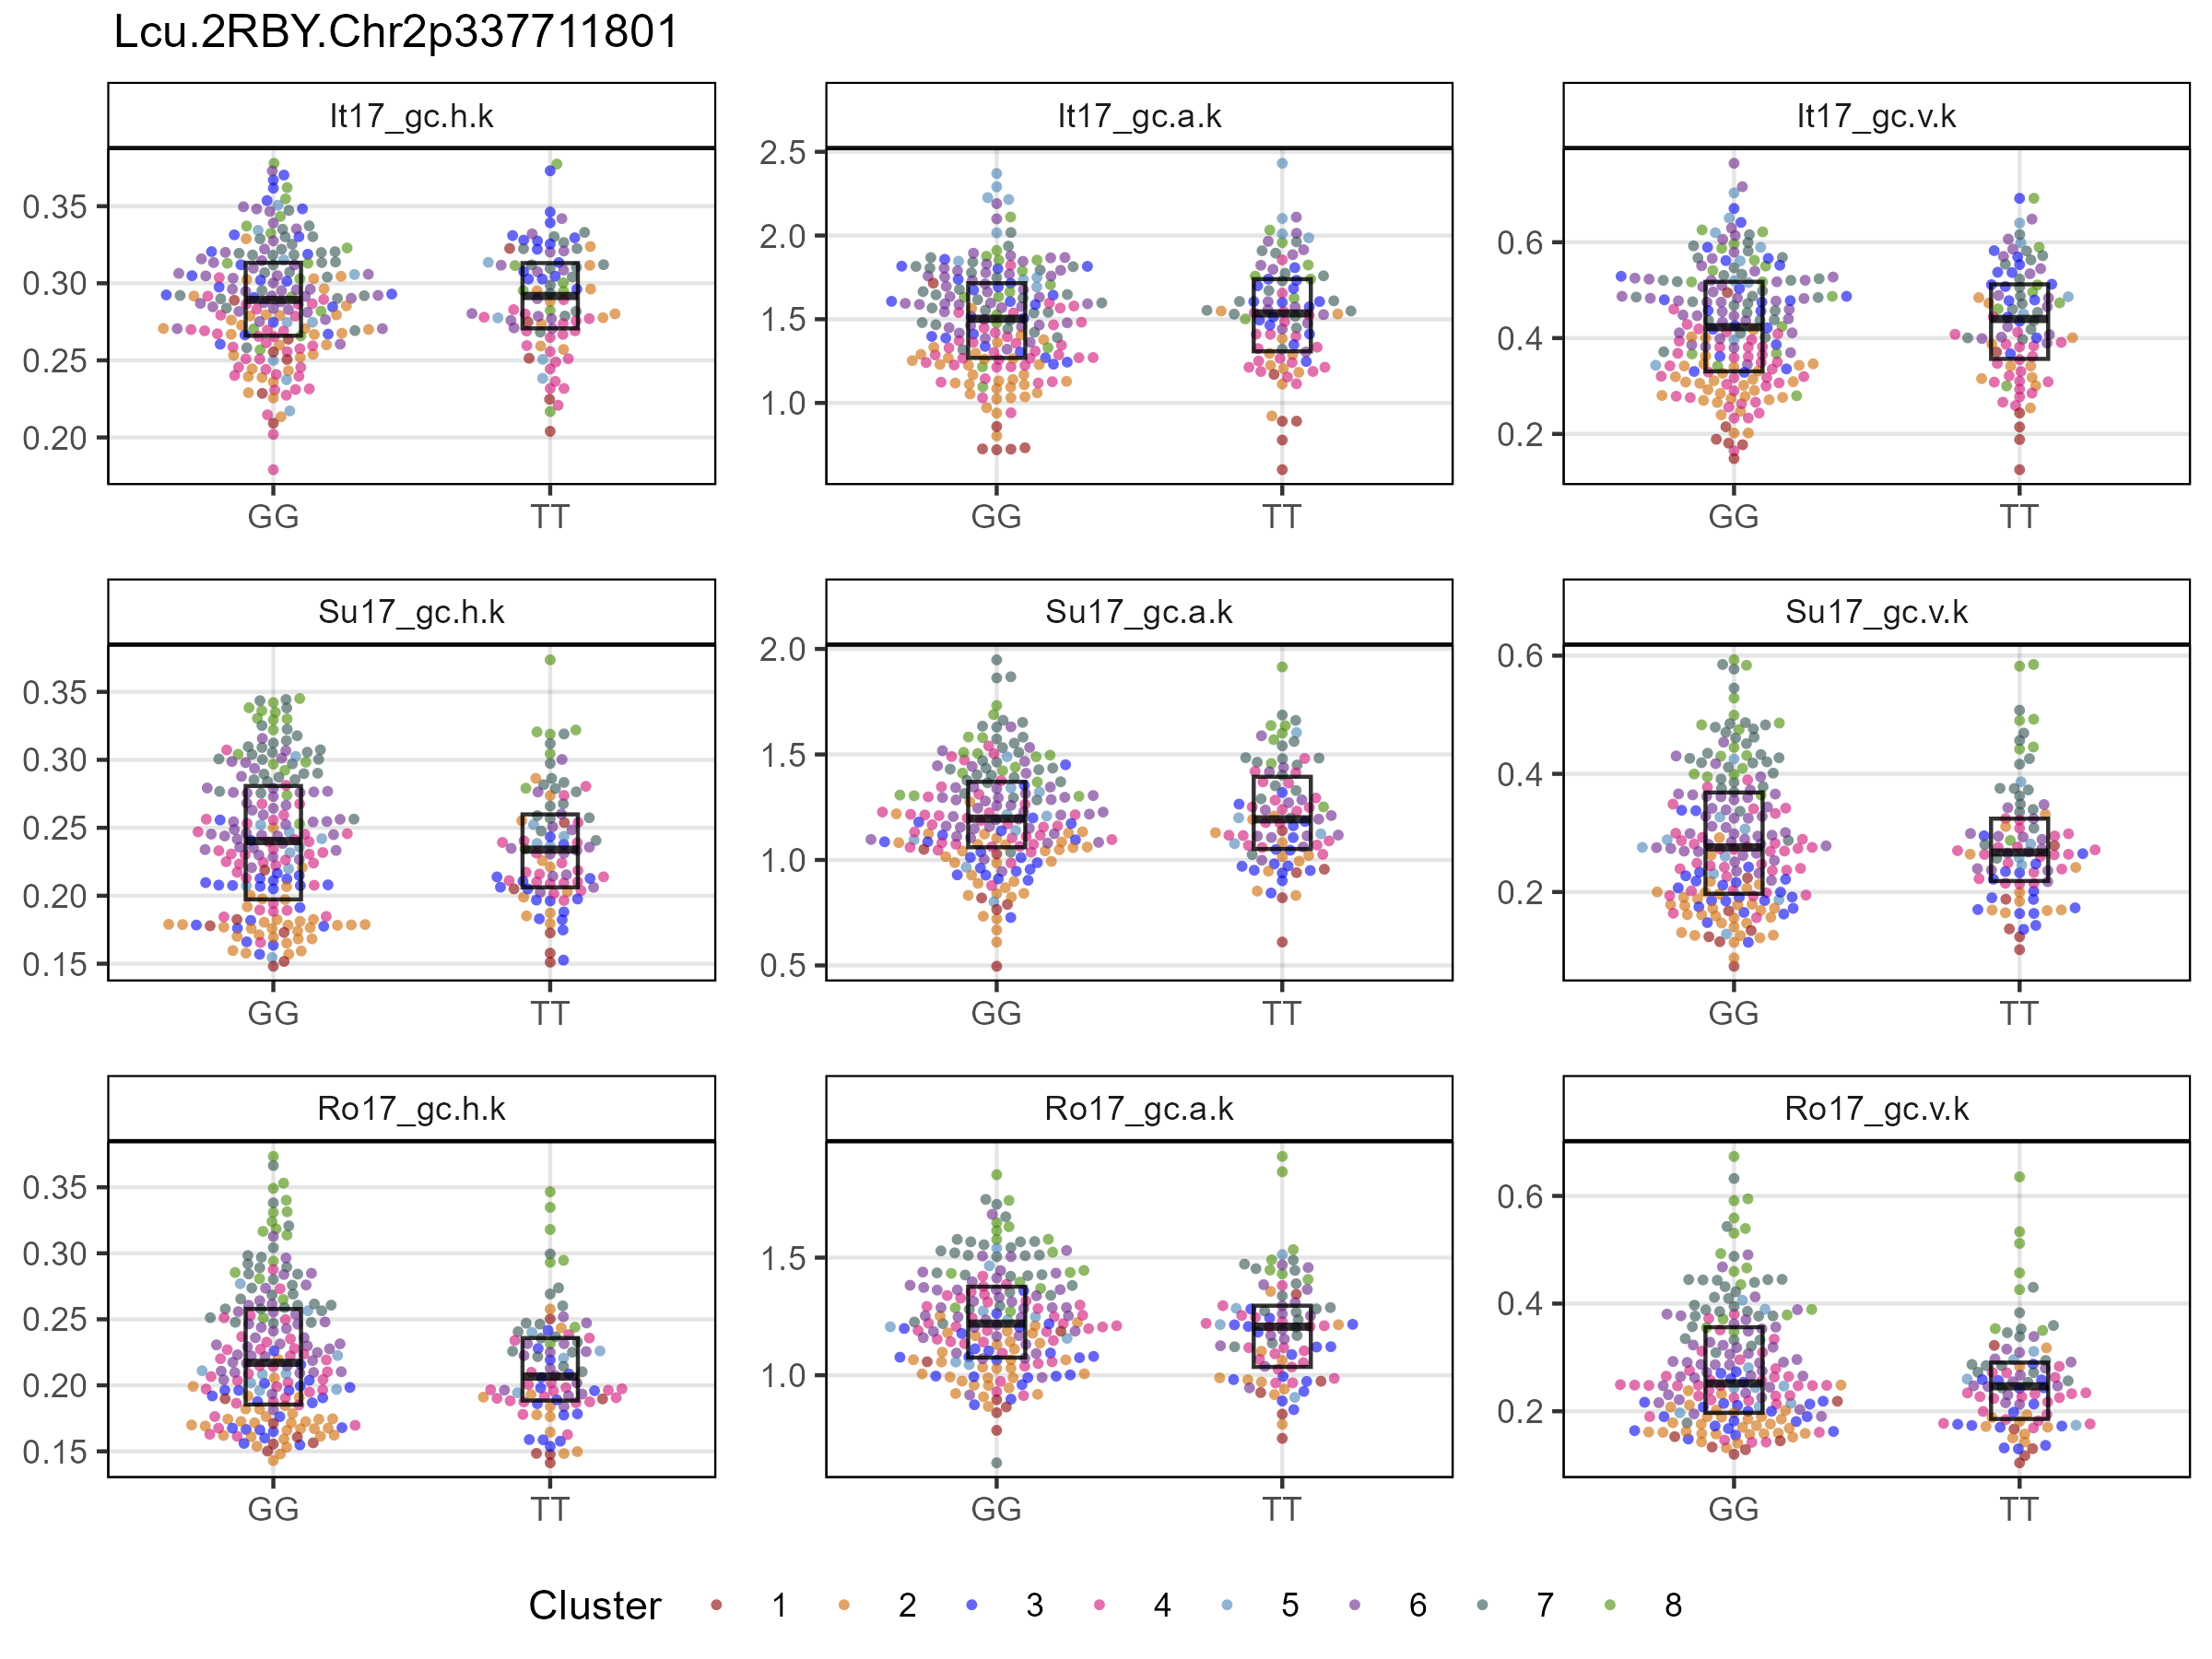 Lcu.2RBY.Chr2p337711801
It17_gc.h.k
It17_gc.a.k
It17_gc.v.k
0.35
0.30
0.25
0.20
2.5
2.0
1.5
1.0
0.6
0.4
0.2
GG TT
GG TT
GG TT
Su17_gc.h.k
Su17_gc.a.k
Su17_gc.v.k
0.35
0.30
0.25
0.20
0.15
2.0
1.5
1.0
0.5
0.6
0.4
0.2
GG TT
GG TT
GG TT
Ro17_gc.h.k
Ro17_gc.a.k
Ro17_gc.v.k
0.35
0.30
0.25
0.20
0.15
1.5
1.0
0.6
0.4
0.2
GG TT
GG TT
GG TT
Cluster 1 2 3 4 5 6 7 8